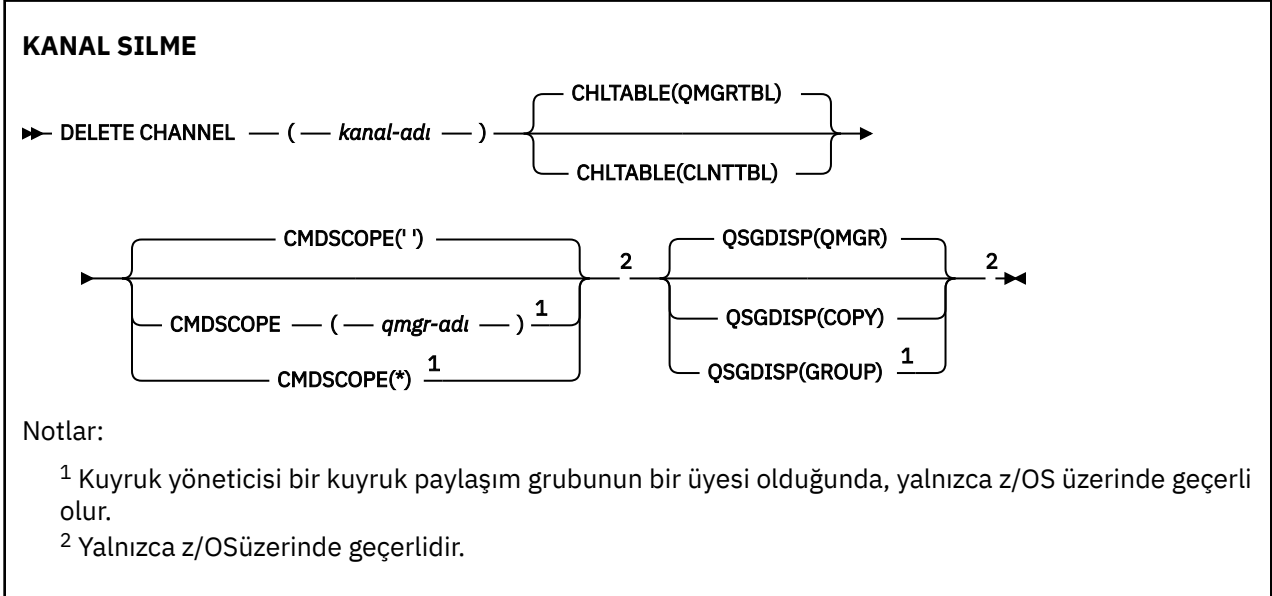 KANAL SILME
CHLTABLE(QMGRTBL)
DELETE CHANNEL ( kanal-adı )
CHLTABLE(CLNTTBL)
CMDSCOPE(' ') 2 QSGDISP(QMGR) 2
CMDSCOPE ( qmgr-adı ) 1 QSGDISP(COPY)
CMDSCOPE(*) 1 QSGDISP(GROUP) 1
Notlar:
1 Kuyruk yöneticisi bir kuyruk paylaşım grubunun bir üyesi olduğunda, yalnızca z/OS üzerinde geçerli
olur.
2 Yalnızca z/OSüzerinde geçerlidir.